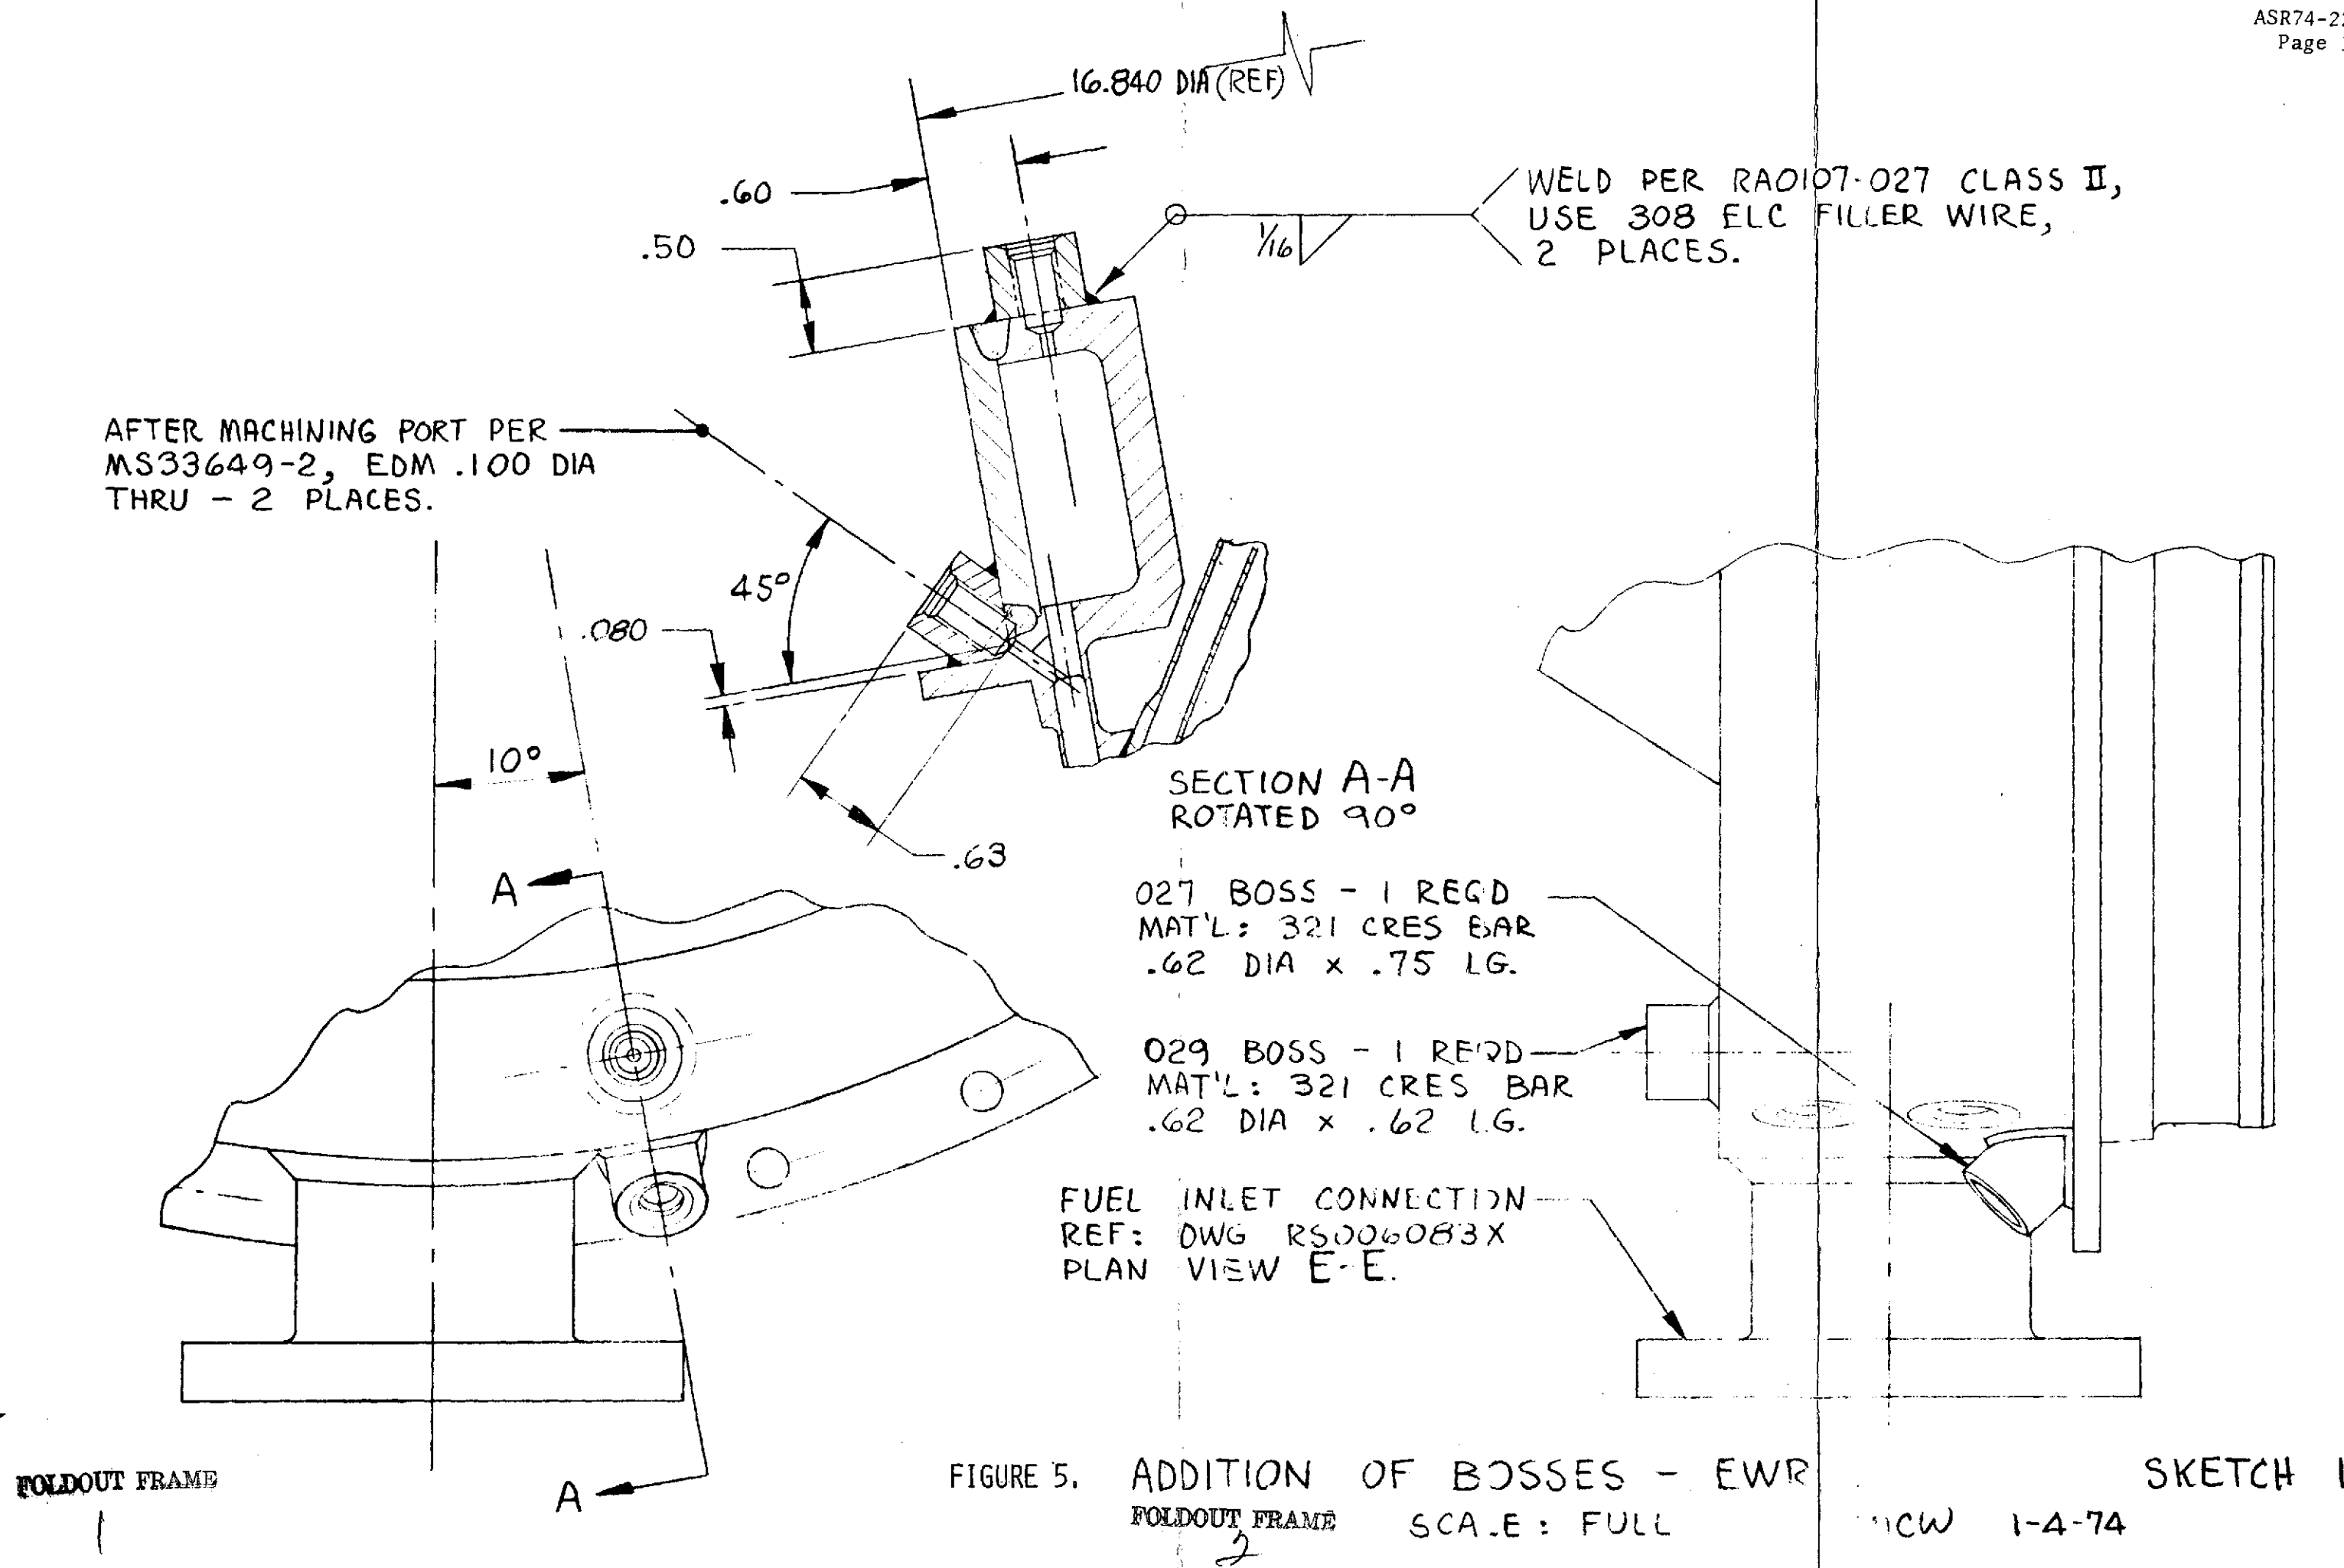 ASR74-22
Page
16.840 DIA (REF)
.60
.50
1/16
WELD PER RA0107-027 CLASS II,
USE 308 ELC FILLER WIRE,
2 PLACES.
AFTER MACHINING PORT PER
MS33649-2, EDM .100 DIA
THRU - 2 PLACES.
45°
.080
10°
.63
SECTION A-A
ROTATED 90°
A
027 BOSS - 1 REQD
MAT'L: 321 CRES BAR
.62 DIA x .75 LG.
029 BOSS - 1 REQD
MAT'L: 321 CRES BAR
.62 DIA x .62 LG.
FUEL INLET CONNECTION
REF: DWG RS006083X
PLAN VIEW E-E.
A
FOLDOUT FRAME
1
FIGURE 5. ADDITION OF BOSSES - EWR
SKETCH 1
FOLDOUT FRAME
2
SCALE: FULL
CW 1-4-74